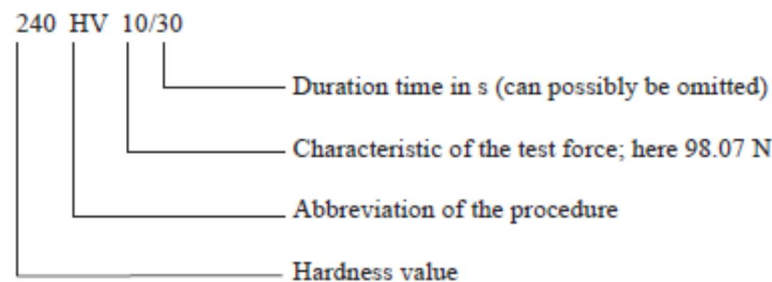 240 HV 10/30
Duration time in s (can possibly be omitted)
Characteristic of the test force; here 98.07 N
Abbreviation of the procedure
Hardness value